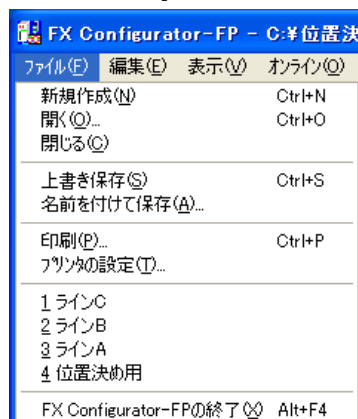 FX Configurator-FP - C:¥位置決
ファイル(F) 編集(E) 表示(V) オンライン(O)
新規作成(N) Ctrl+N
開く(O)... Ctrl+O
閉じる(C)
上書き保存(S) Ctrl+S
名前を付けて保存(A)...
印刷(P)... Ctrl+P
プリンタの設定(T)...
1 ラインC
2 ラインB
3 ラインA
4 位置決め用
FX Configurator-FPの終了(X) Alt+F4